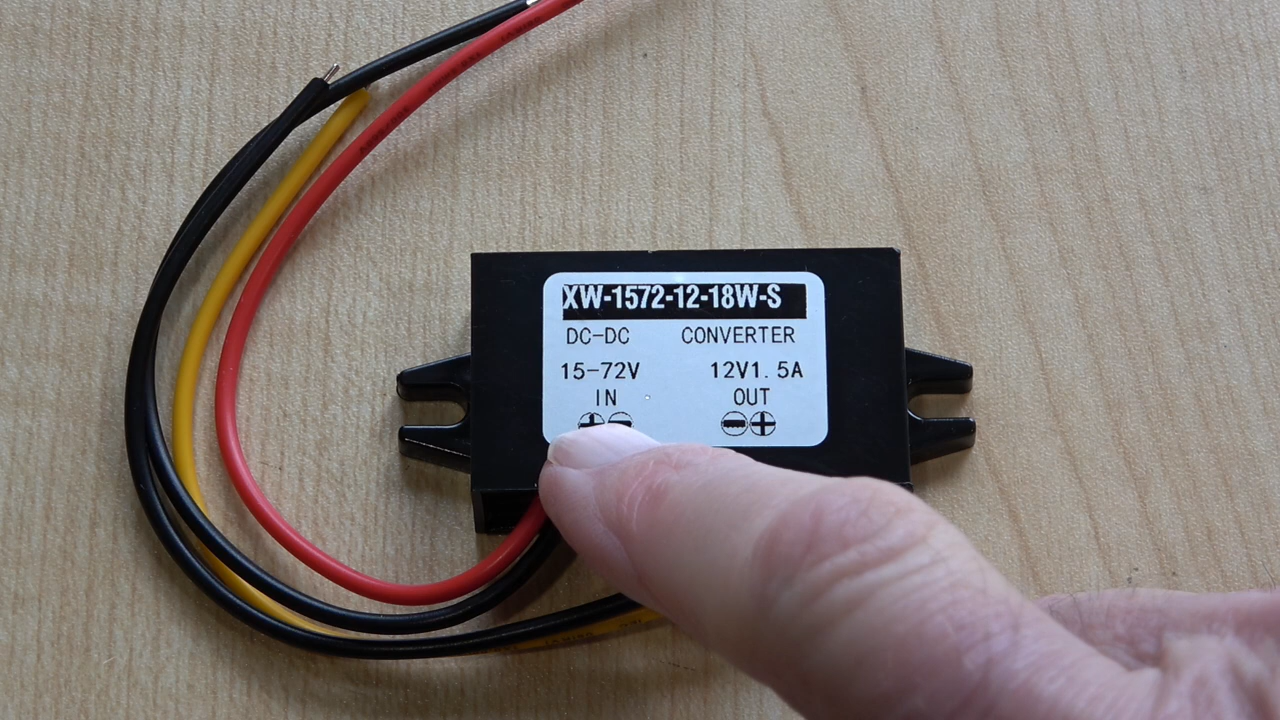 XW-1572-12-18W-S
DC-DC CONVERTER
15-72V 12V1.5A
IN OUT